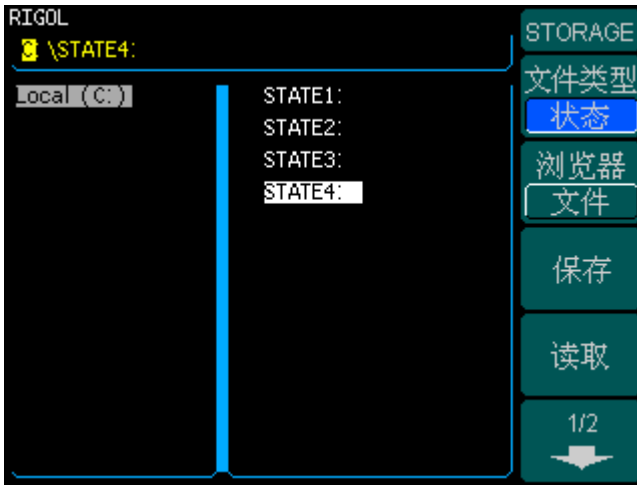 RIGOL
C \STATE4:
Local (C:)
STATE1:
STATE2:
STATE3:
STATE4:
STORAGE
文件类型
状态
浏览器
文件
保存
读取
1/2